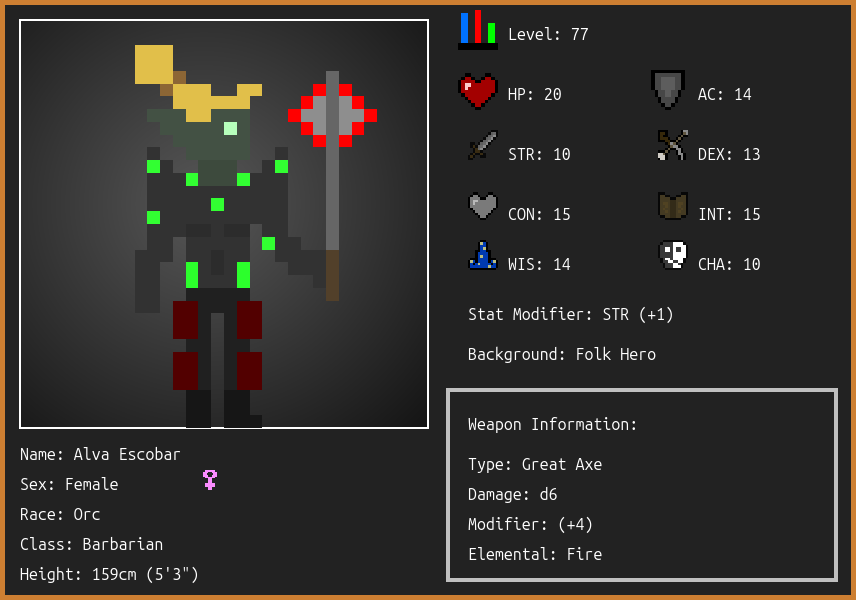 Level: 77
HP: 20
AC: 14
STR: 10
DEX: 13
CON: 15
INT: 15
WIS: 14
CHA: 10
Stat Modifier: STR (+1)
Background: Folk Hero
Weapon Information:
Type: Great Axe
Damage: d6
Modifier: (+4)
Elemental: Fire
Name: Alva Escobar
Sex: Female
Race: Orc
Class: Barbarian
Height: 159cm (5'3")